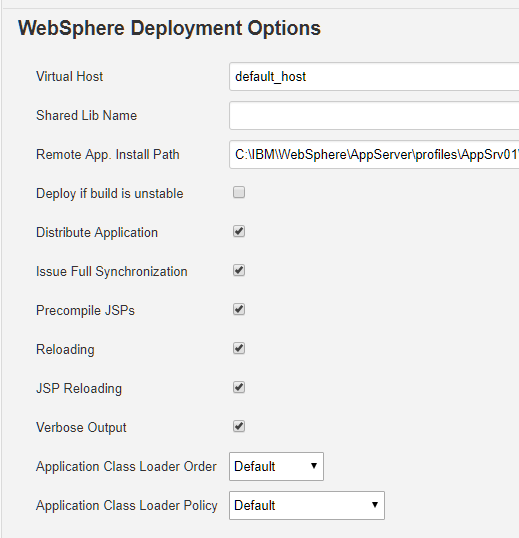 WebSphere Deployment Options
Virtual Host default_host
Shared Lib Name
Remote App. Install Path C:\IBM\WebSphere\AppServer\profiles\AppSrv01\
Deploy if build is unstable
Distribute Application
Issue Full Synchronization
Precompile JSPs
Reloading
JSP Reloading
Verbose Output
Application Class Loader Order Default
Application Class Loader Policy Default